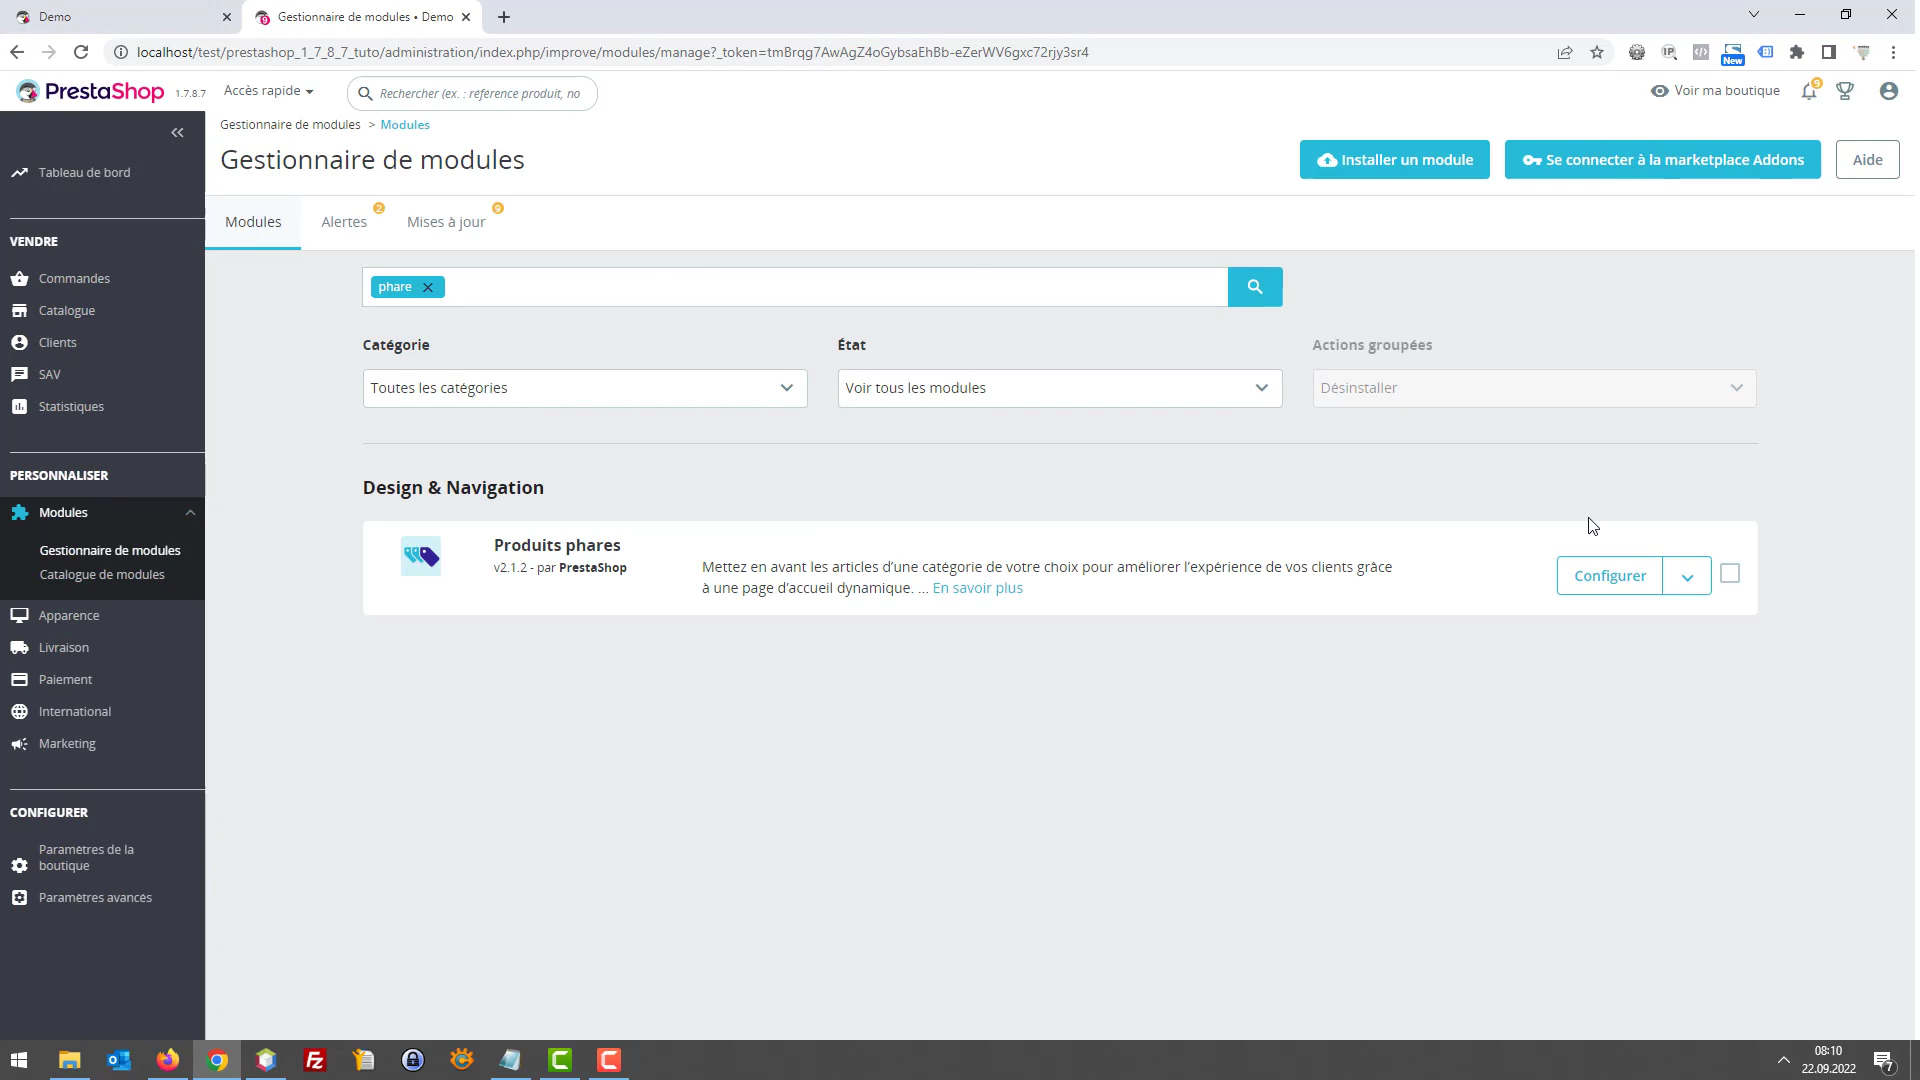 Demo
Gestionnaire de modules • Demo
localhost/test/prestashop_1_7_8_7_tuto/administration/index.php/improve/modules/manage?_token=tmBrqg7AwAgZ4oGybsaEhBb-eZerWV6gxc72rjy3sr4
IP
New
PrestaShop 1.7.8.7
Accès rapide
Rechercher (ex. : référence produit, no
Voir ma boutique
9
Gestionnaire de modules > Modules
Gestionnaire de modules
Installer un module
Se connecter à la marketplace Addons
Aide
Modules
Alertes 2
Mises à jour 9
Tableau de bord
VENDRE
Commandes
Catalogue
Clients
SAV
Statistiques
PERSONNALISER
Modules
Gestionnaire de modules
Catalogue de modules
Apparence
Livraison
Paiement
International
Marketing
CONFIGURER
Paramètres de la
boutique
Paramètres avancés
phare
Catégorie
Toutes les catégories
État
Voir tous les modules
Actions groupées
Désinstaller
Design & Navigation
Produits phares
v2.1.2 - par PrestaShop
Mettez en avant les articles d’une catégorie de votre choix pour améliorer l’expérience de vos clients grâce
à une page d’accueil dynamique. ... En savoir plus
Configurer
08:10
22.09.2022
7